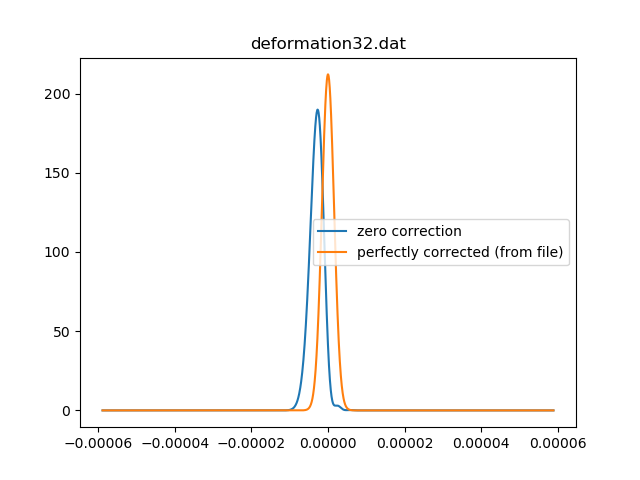 deformation32.dat
200
150
100
50
0
zero correction
perfectly corrected (from file)
−0.00006 −0.00004 −0.00002 0.00000 0.00002 0.00004 0.00006